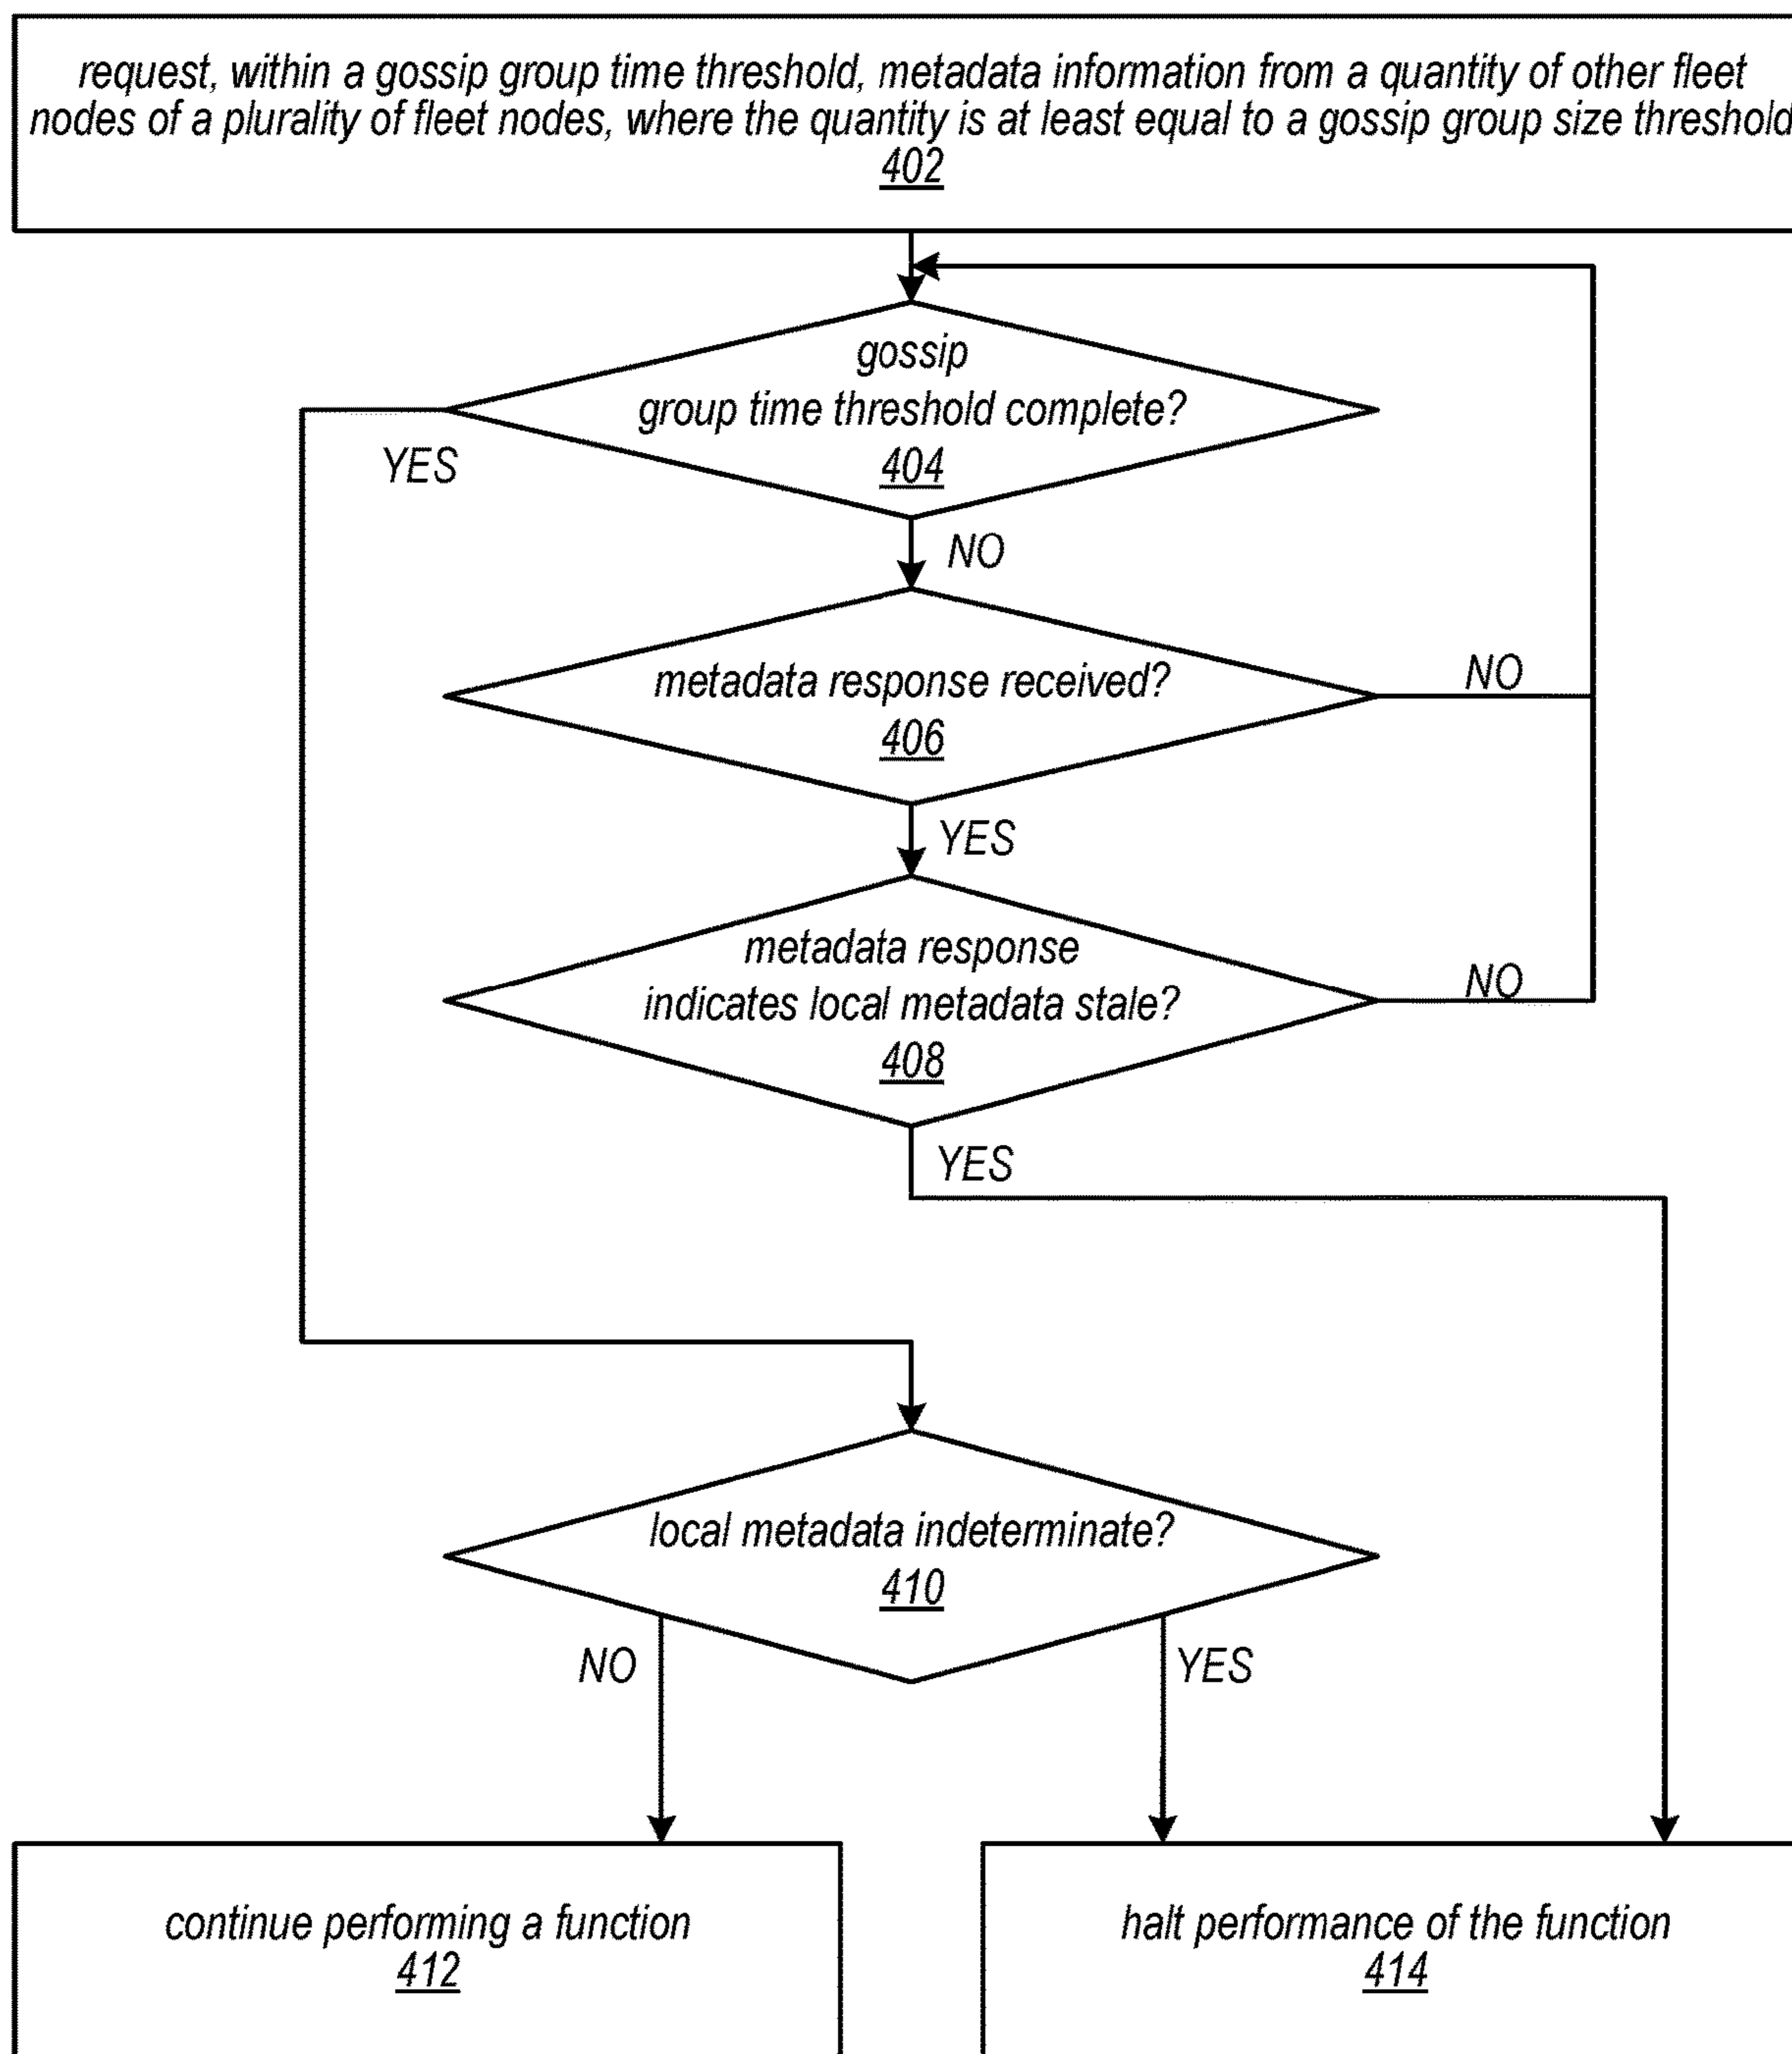 request, within a gossip group time threshold, metadata information from a quantity of other fleet
nodes of a plurality of fleet nodes, where the quantity is at least equal to a gossip group size threshold
402
gossip
group time threshold complete?
404
YES
NO
metadata response received?
406
NO
YES
metadata response
indicates local metadata stale?
408
NO
YES
local metadata indeterminate?
410
NO
YES
continue performing a function
412
halt performance of the function
414